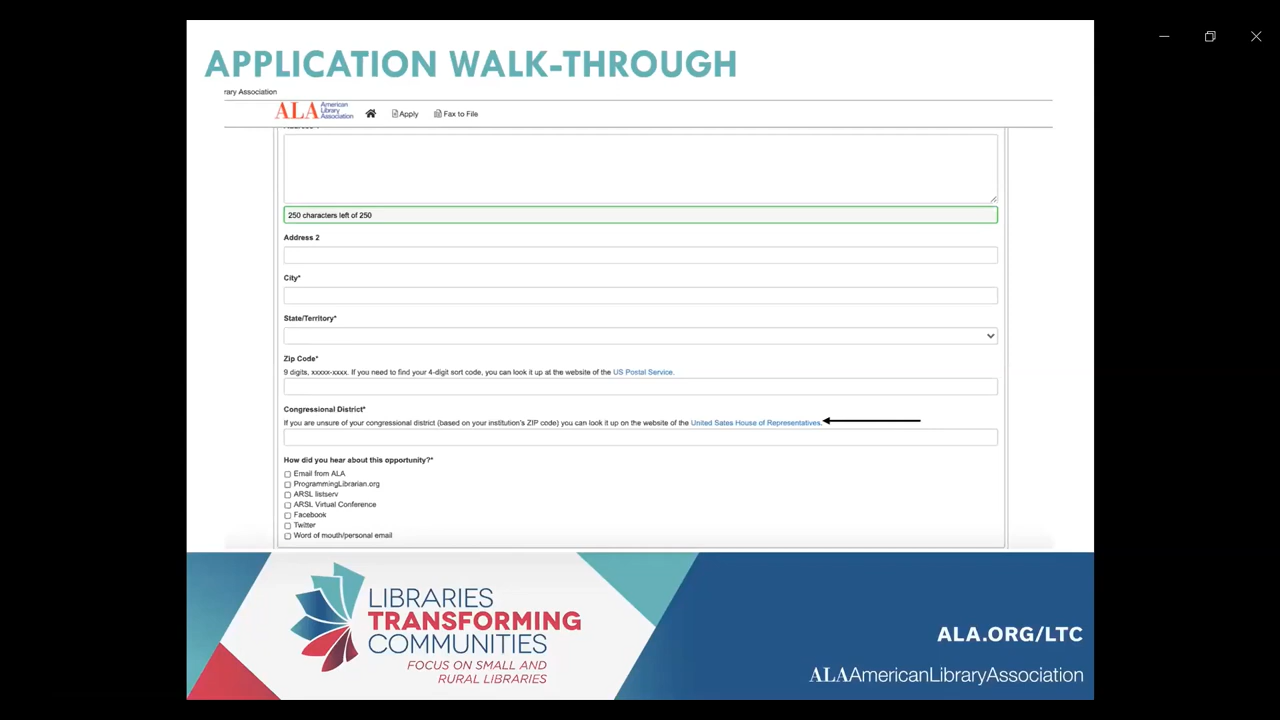 APPLICATION WALK-THROUGH
rary Association
ALA American Library Association
Apply
Fax to File
250 characters left of 250
Address 2
City*
State/Territory*
Zip Code*
9 digits, xxxxx-xxxx. If you need to find your 4-digit sort code, you can look it up at the website of the US Postal Service.
Congressional District*
If you are unsure of your congressional district (based on your institution's ZIP code) you can look it up on the website of the United Sates House of Representatives.
How did you hear about this opportunity?*
Email from ALA
ProgrammingLibrarian.org
ARSL listserv
ARSL Virtual Conference
Facebook
Twitter
Word of mouth/personal email
LIBRARIES
TRANSFORMING
COMMUNITIES
FOCUS ON SMALL AND
RURAL LIBRARIES
ALA.ORG/LTC
ALAAmericanLibraryAssociation